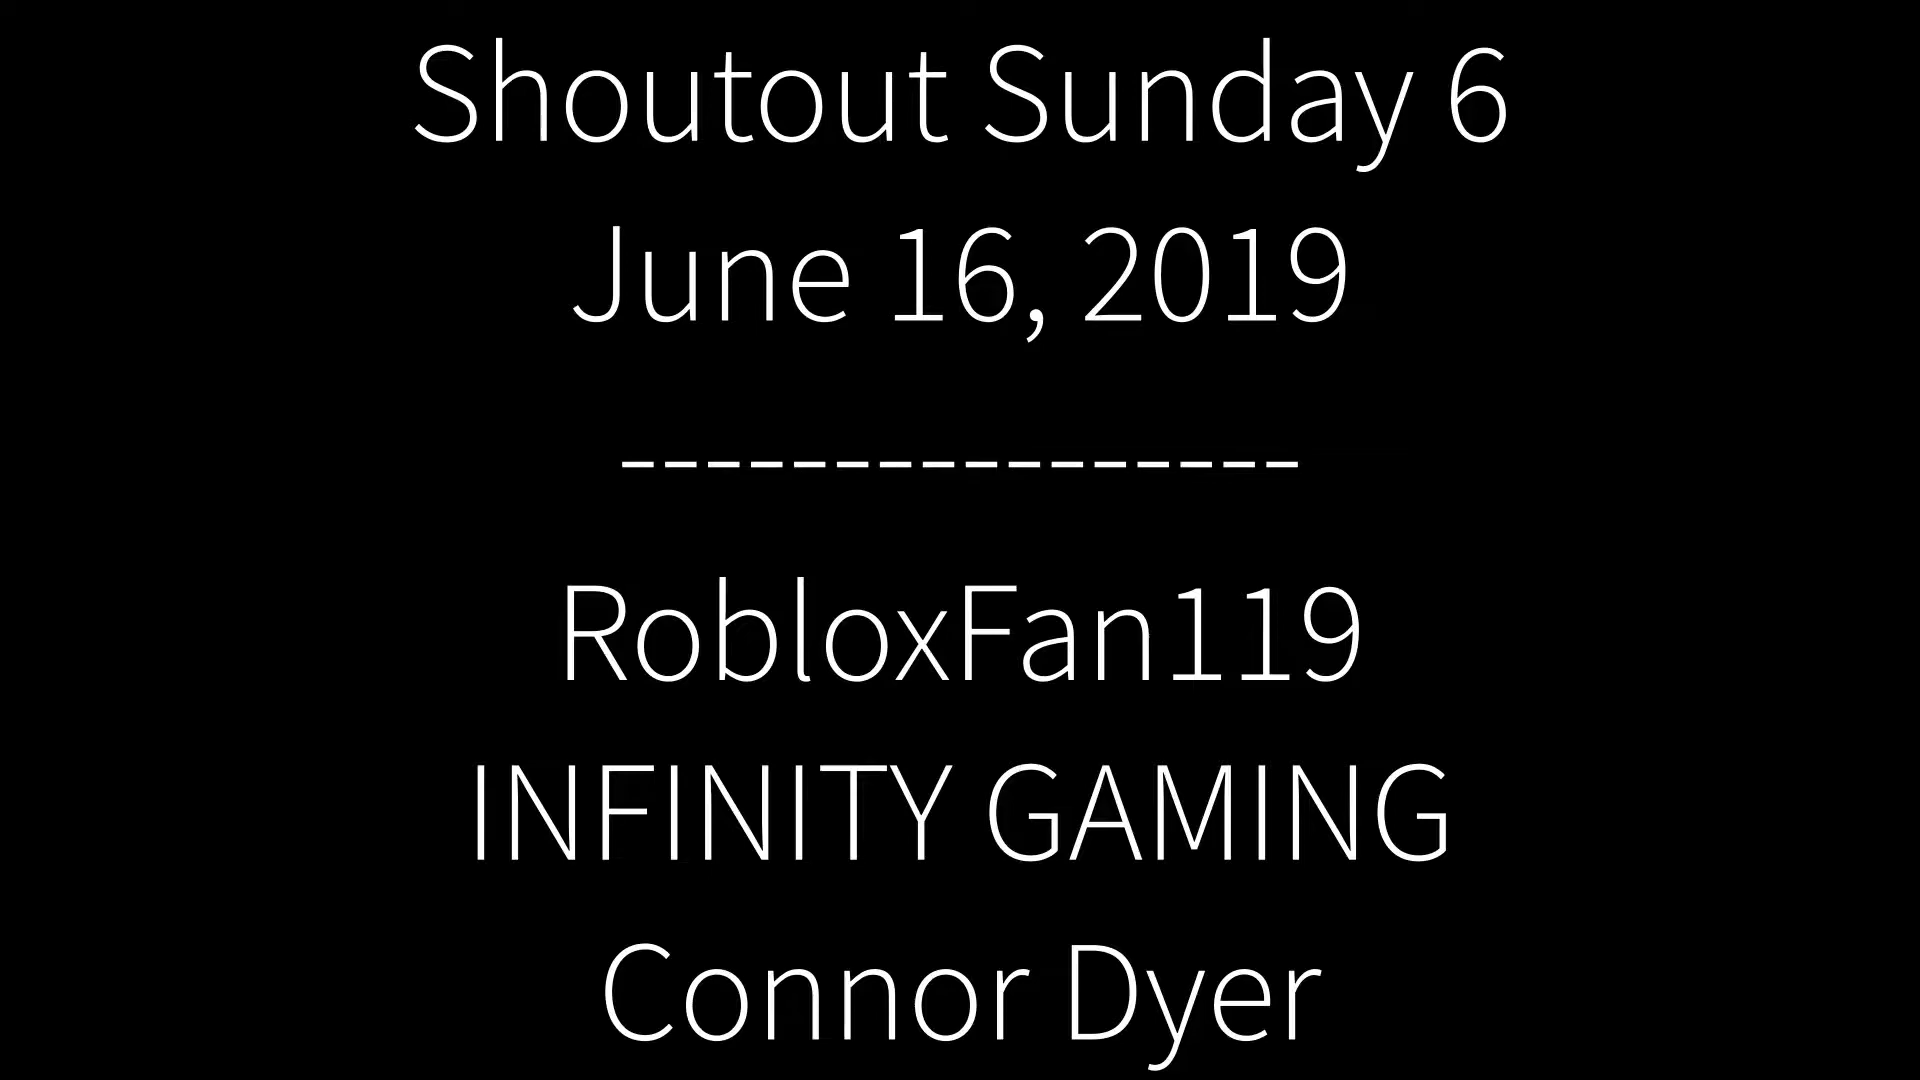 Shoutout Sunday 6
June 16, 2019
----------------
RobloxFan119
INFINITY GAMING
Connor Dyer